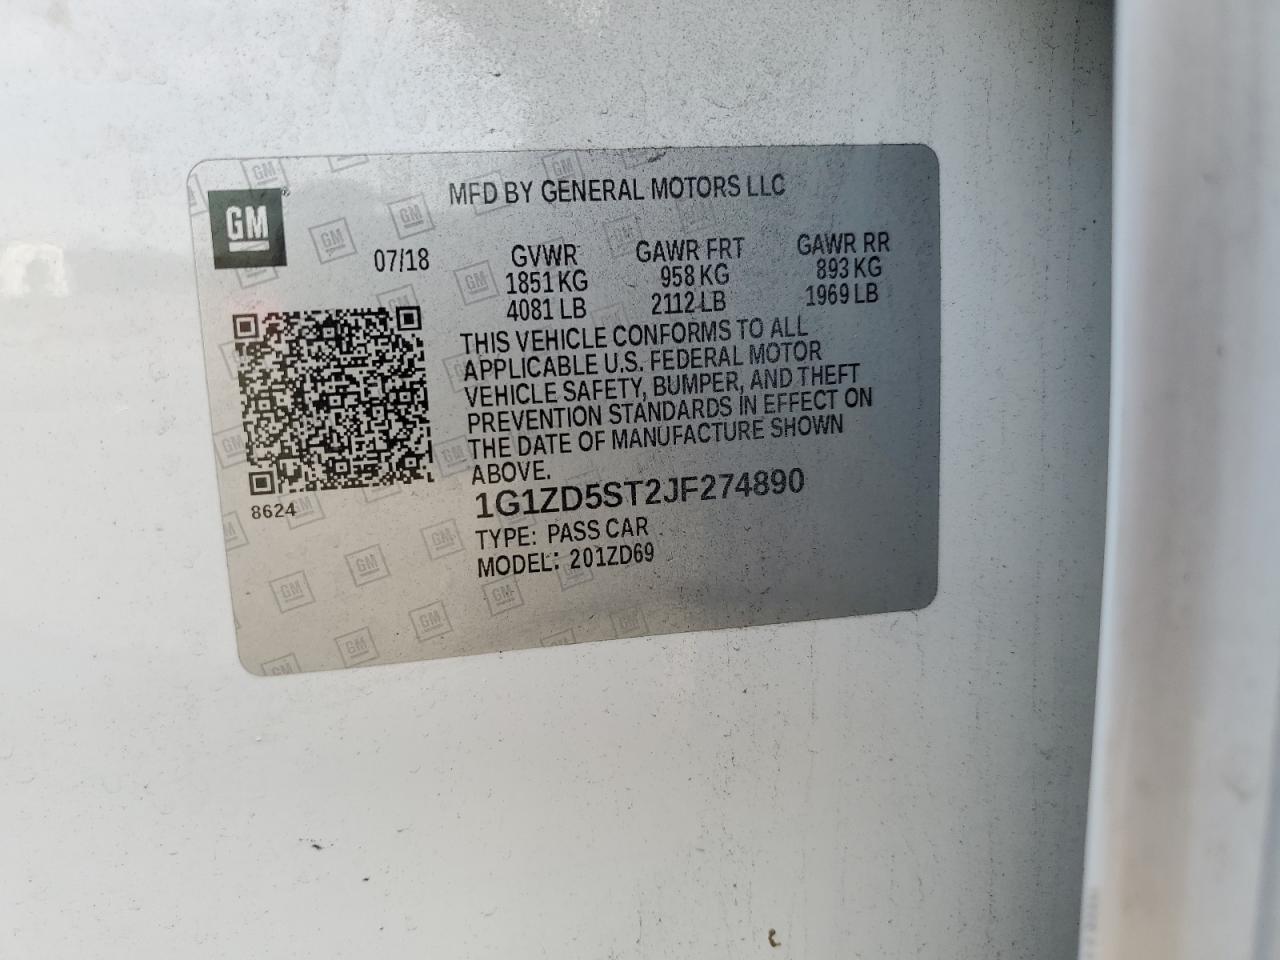 MFD BY GENERAL MOTORS LLC
GM
07/18
GVWR GAWR FRT GAWR RR
1851 KG 958 KG 893 KG
4081 LB 2112 LB 1969 LB
THIS VEHICLE CONFORMS TO ALL
APPLICABLE U.S. FEDERAL MOTOR
VEHICLE SAFETY, BUMPER, AND THEFT
PREVENTION STANDARDS IN EFFECT ON
THE DATE OF MANUFACTURE SHOWN
ABOVE.
8624
1G1ZD5ST2JF274890
TYPE: PASS CAR
MODEL: 201ZD69